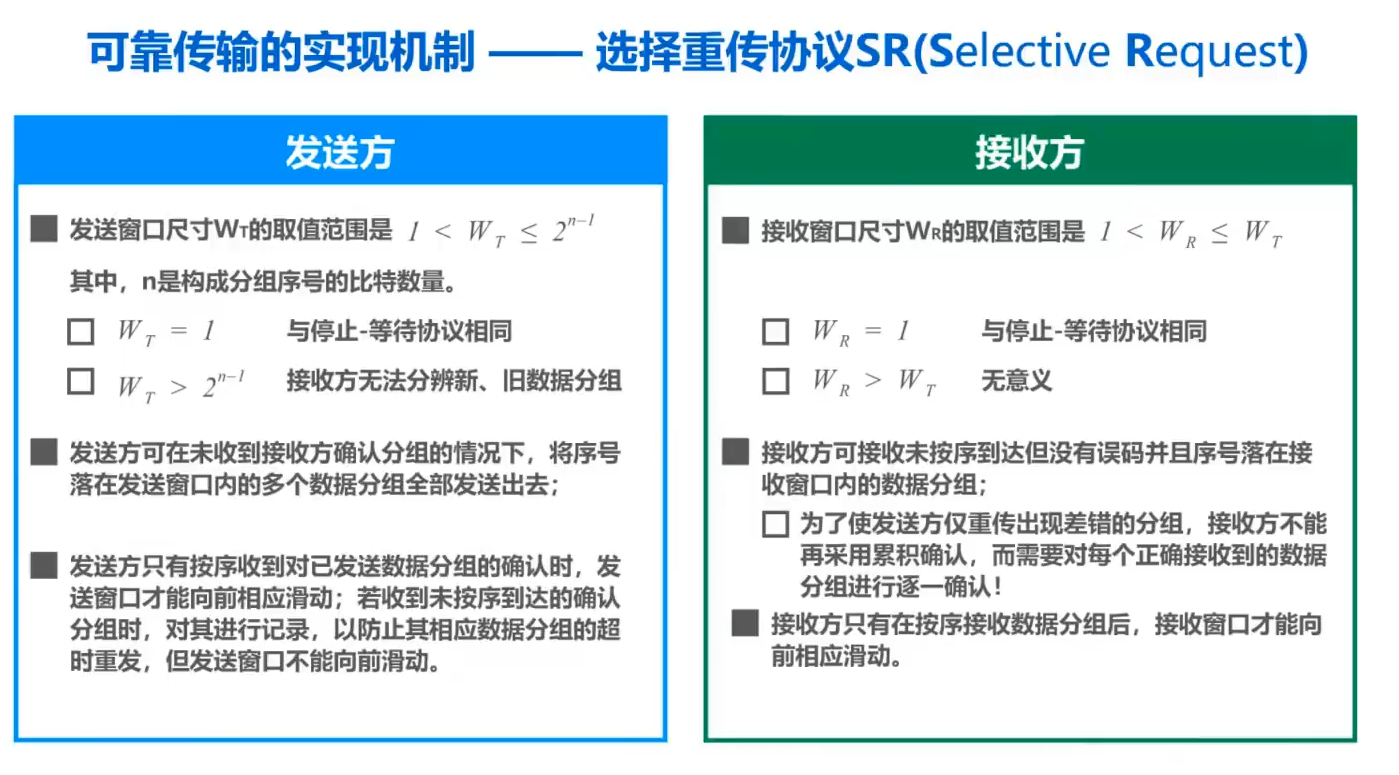 可靠传输的实现机制 —— 选择重传协议SR(Selective Request)
发送方
发送窗口尺寸WT的取值范围是 1 < W_T ≤ 2^{n-1}
其中，n是构成分组序号的比特数量。
W_T = 1 与停止-等待协议相同
W_T > 2^{n-1} 接收方无法分辨新、旧数据分组
发送方可在未收到接收方确认分组的情况下，将序号
落在发送窗口内的多个数据分组全部发送出去；
发送方只有按序收到对已发送数据分组的确认时，发
送窗口才能向前相应滑动；若收到未按序到达的确认
分组时，对其进行记录，以防止其相应数据分组的超
时重发，但发送窗口不能向前滑动。
接收方
接收窗口尺寸WR的取值范围是 1 < W_R ≤ W_T
W_R = 1 与停止-等待协议相同
W_R > W_T 无意义
接收方可接收未按序到达但没有误码并且序号落在接
收窗口内的数据分组；
为了使发送方仅重传出现差错的分组，接收方不能
再采用累积确认，而需要对每个正确接收到的数据
分组进行逐一确认！
接收方只有在按序接收数据分组后，接收窗口才能向
前相应滑动。